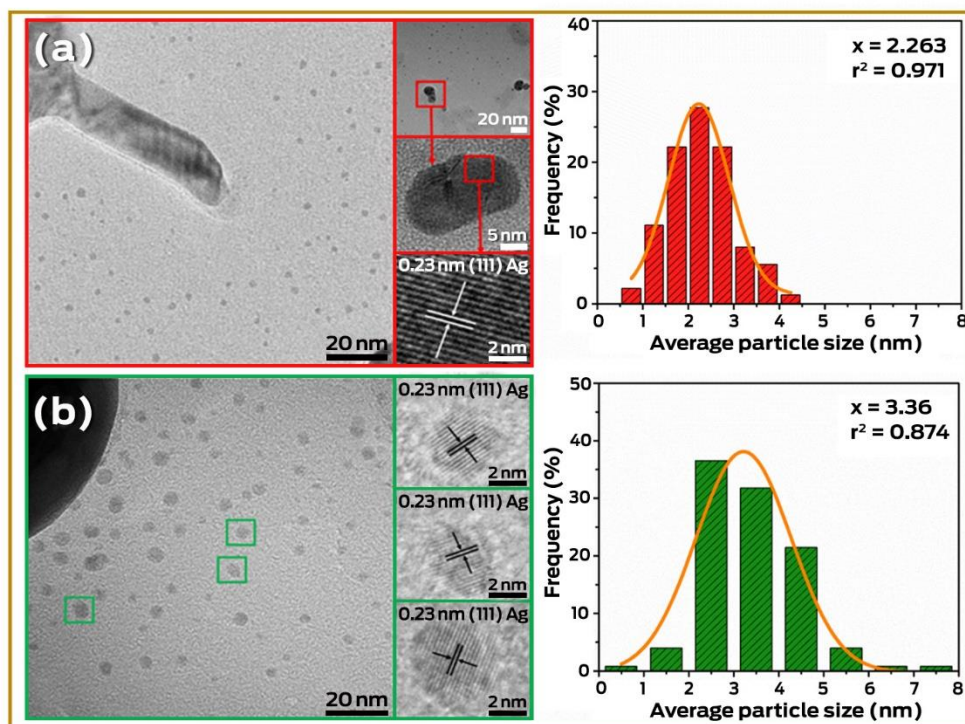 (a)
20 nm
20 nm
5 nm
0.23 nm (111) Ag
2 nm
Frequency (%)
40
30
20
10
0
x = 2.263
r² = 0.971
0 1 2 3 4 5 6 7 8
Average particle size (nm)
(b)
20 nm
0.23 nm (111) Ag
2 nm
0.23 nm (111) Ag
2 nm
0.23 nm (111) Ag
2 nm
Frequency (%)
50
40
30
20
10
0
x = 3.36
r² = 0.874
0 1 2 3 4 5 6 7 8
Average particle size (nm)